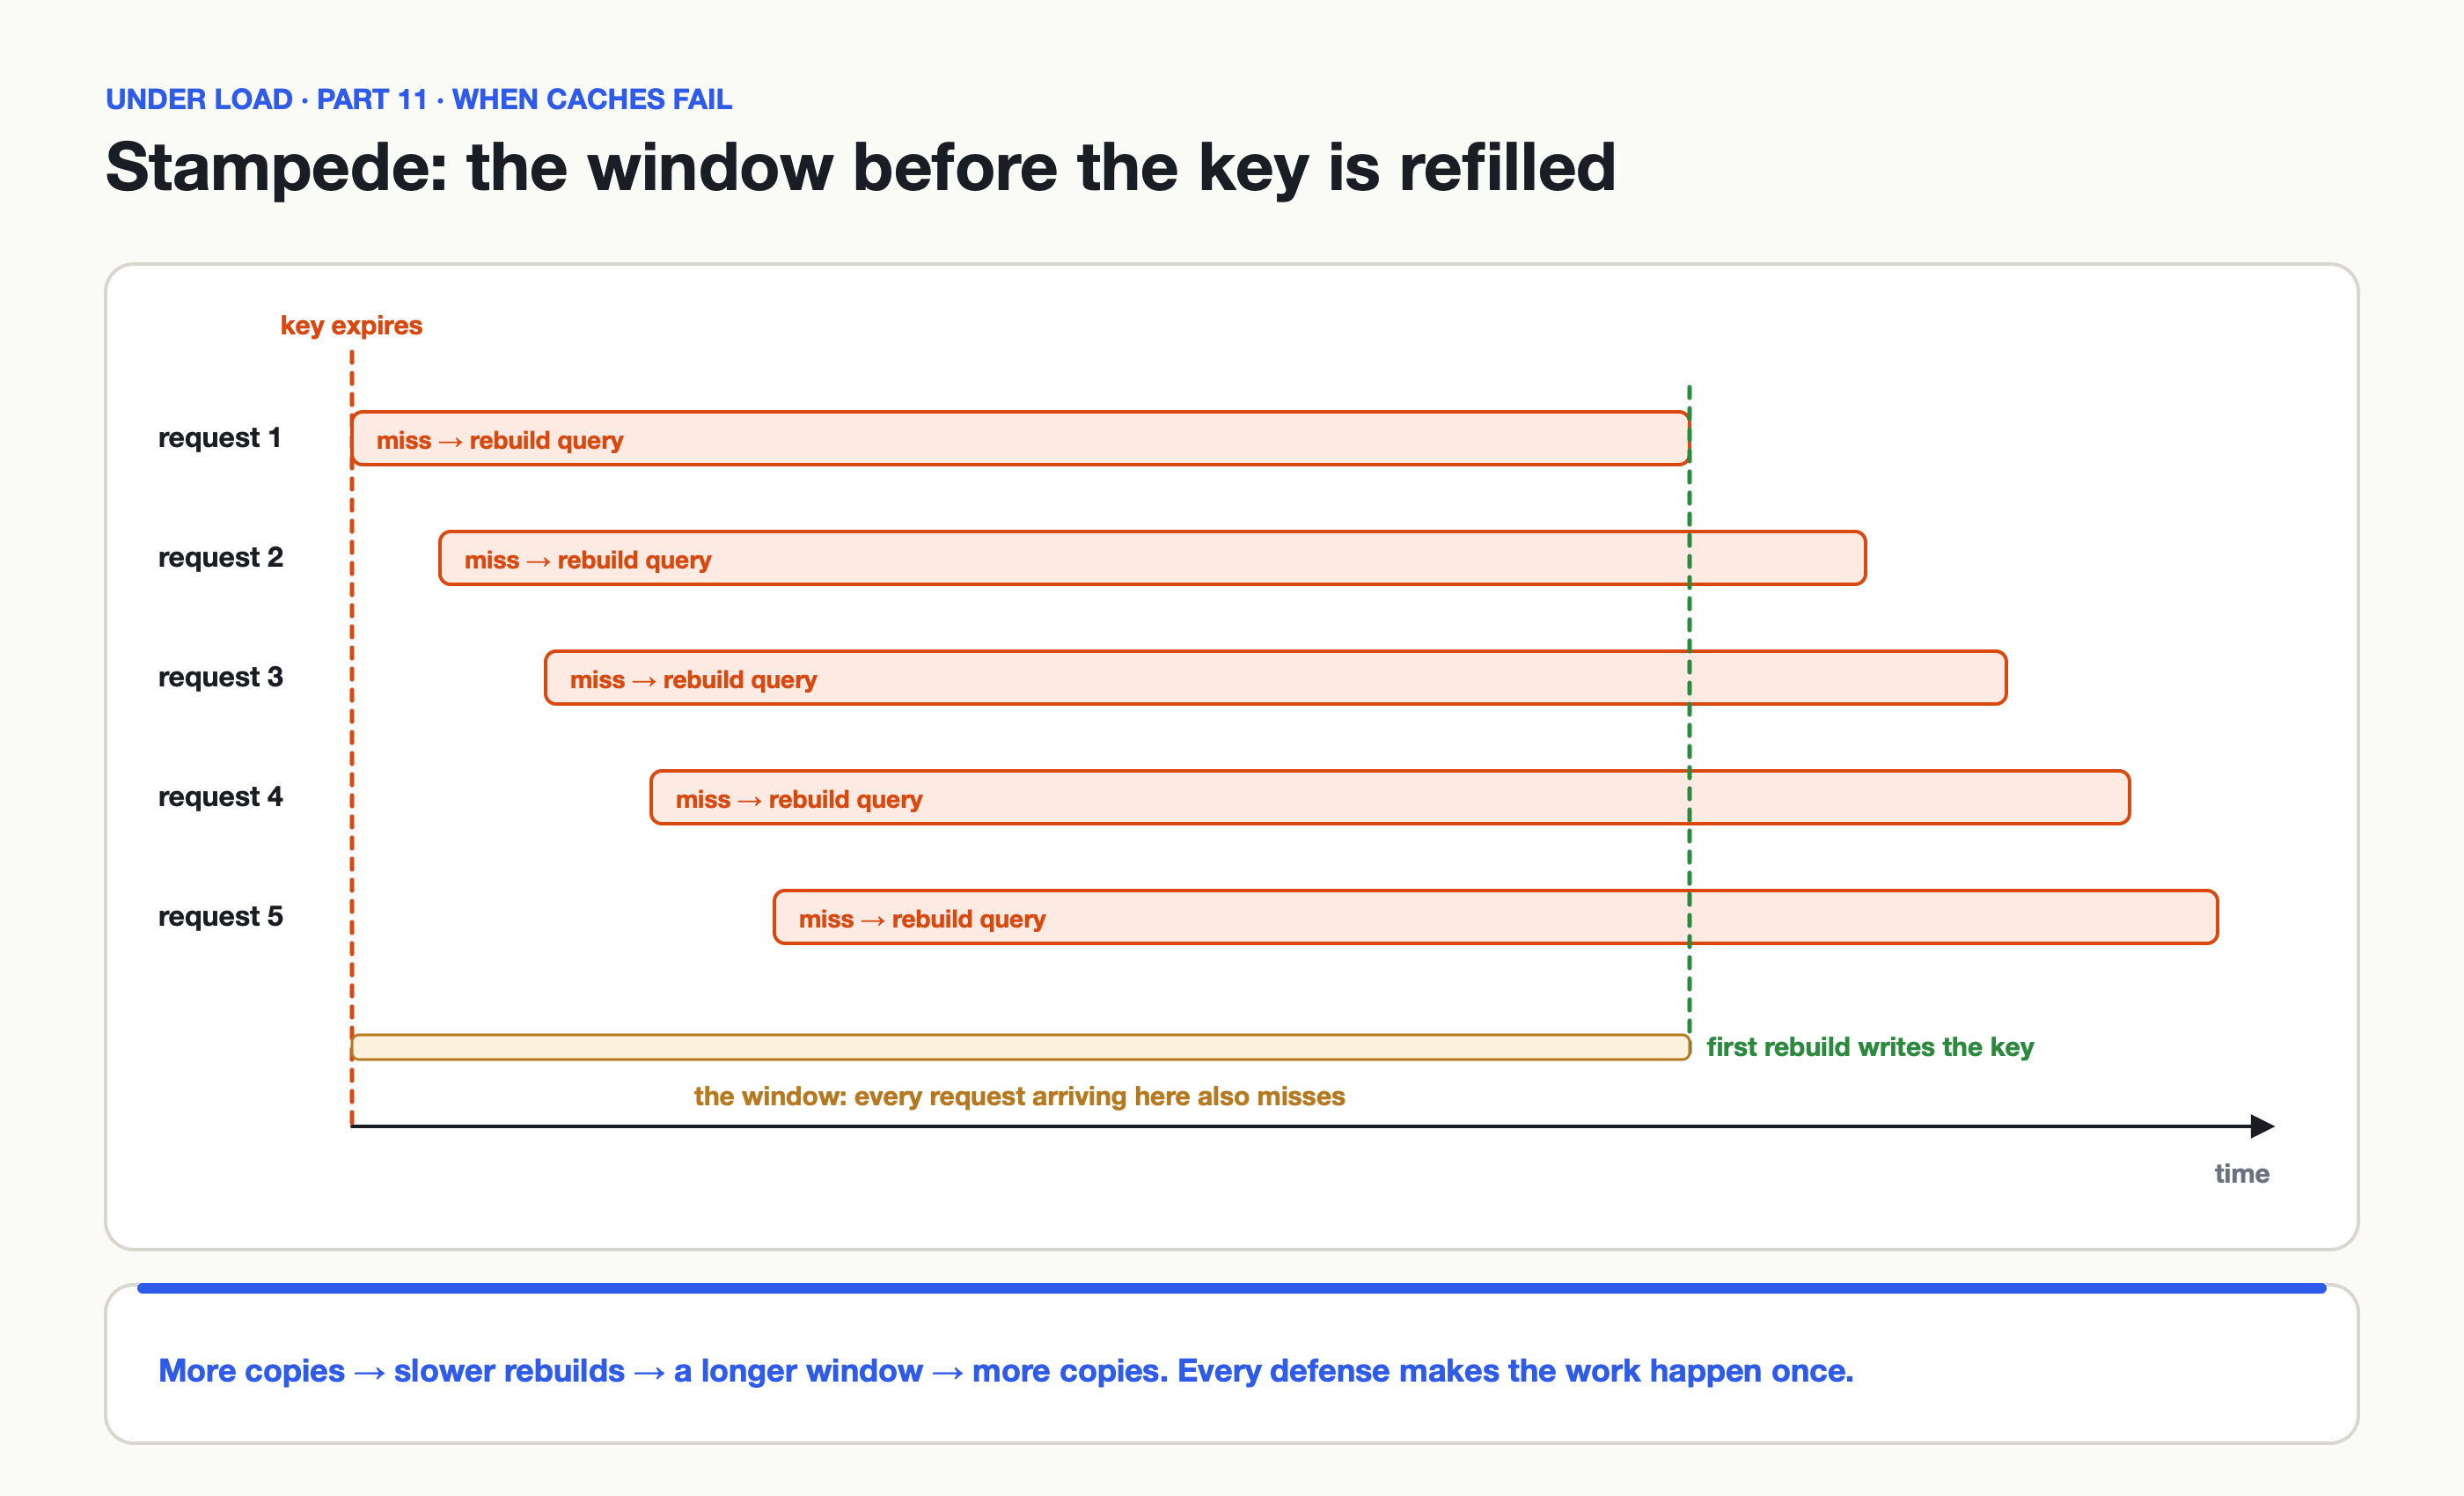 UNDER LOAD · PART 11 · WHEN CACHES FAIL
Stampede: the window before the key is refilled
key expires
request 1
miss → rebuild query
request 2
miss → rebuild query
request 3
miss → rebuild query
request 4
miss → rebuild query
request 5
miss → rebuild query
first rebuild writes the key
the window: every request arriving here also misses
time
More copies → slower rebuilds → a longer window → more copies. Every defense makes the work happen once.